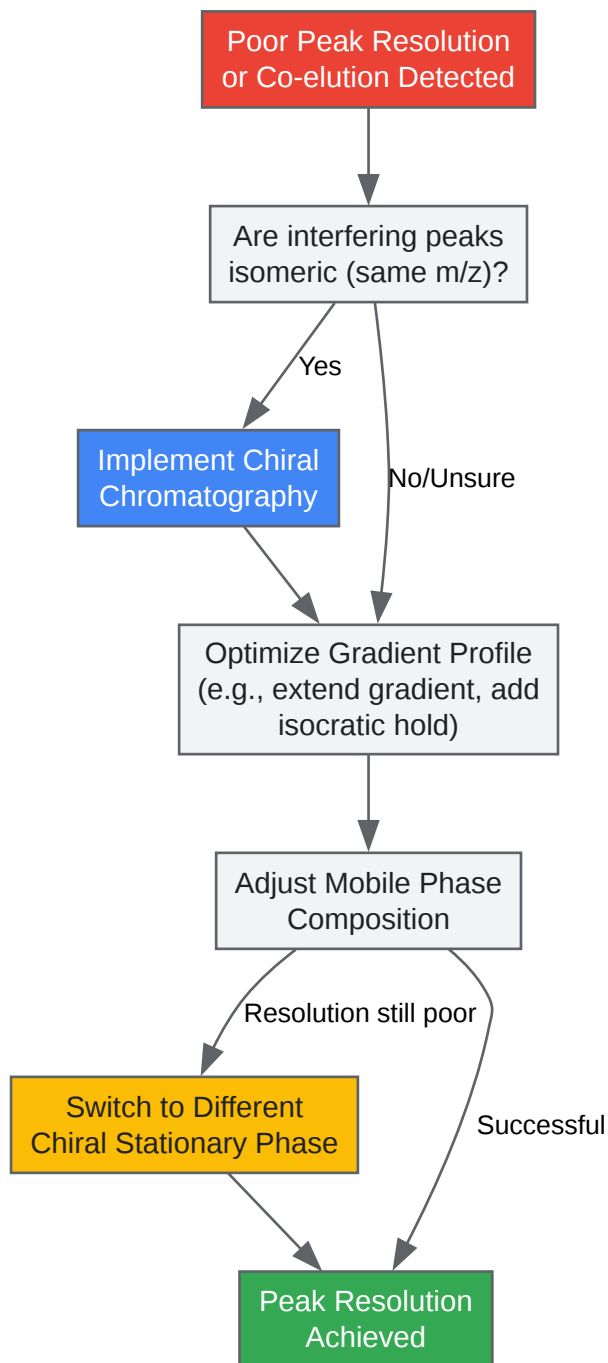 Poor Peak Resolution
or Co-elution Detected
Are interfering peaks
isomeric (same m/z)?
Yes
Implement Chiral
Chromatography
No/Unsure
Optimize Gradient Profile
(e.g., extend gradient, add
isocratic hold)
Adjust Mobile Phase
Composition
Resolution still poor
Switch to Different
Chiral Stationary Phase
Successful
Peak Resolution
Achieved